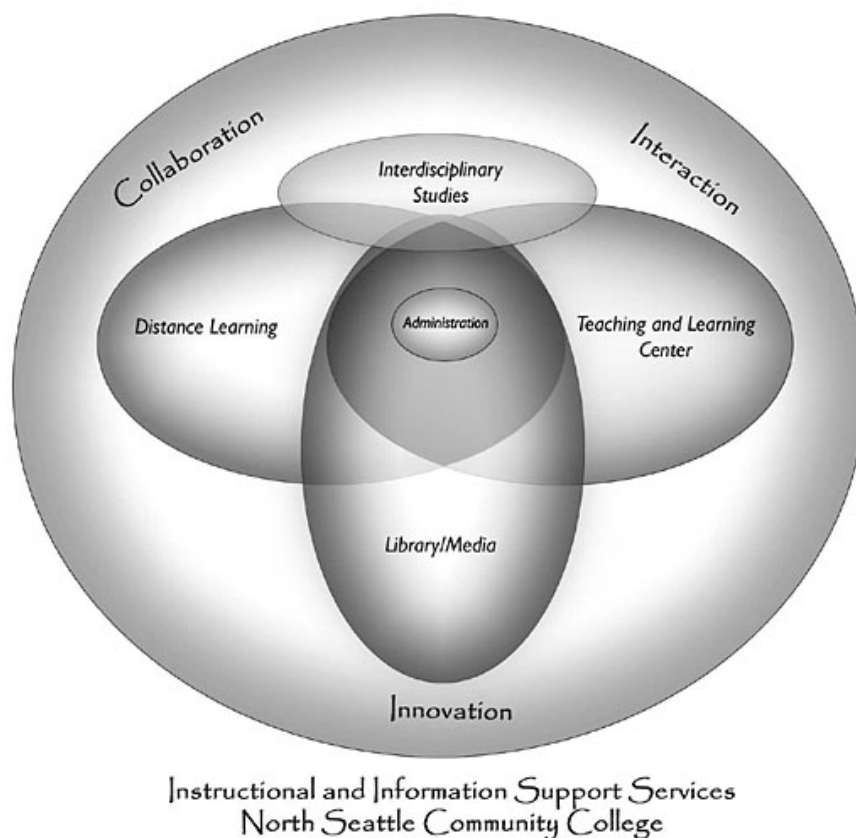 Collaboration
Interaction
Interdisciplinary
Studies
Distance Learning
Administration
Teaching and Learning
Center
Library/Media
Innovation
Instructional and Information Support Services
North Seattle Community College